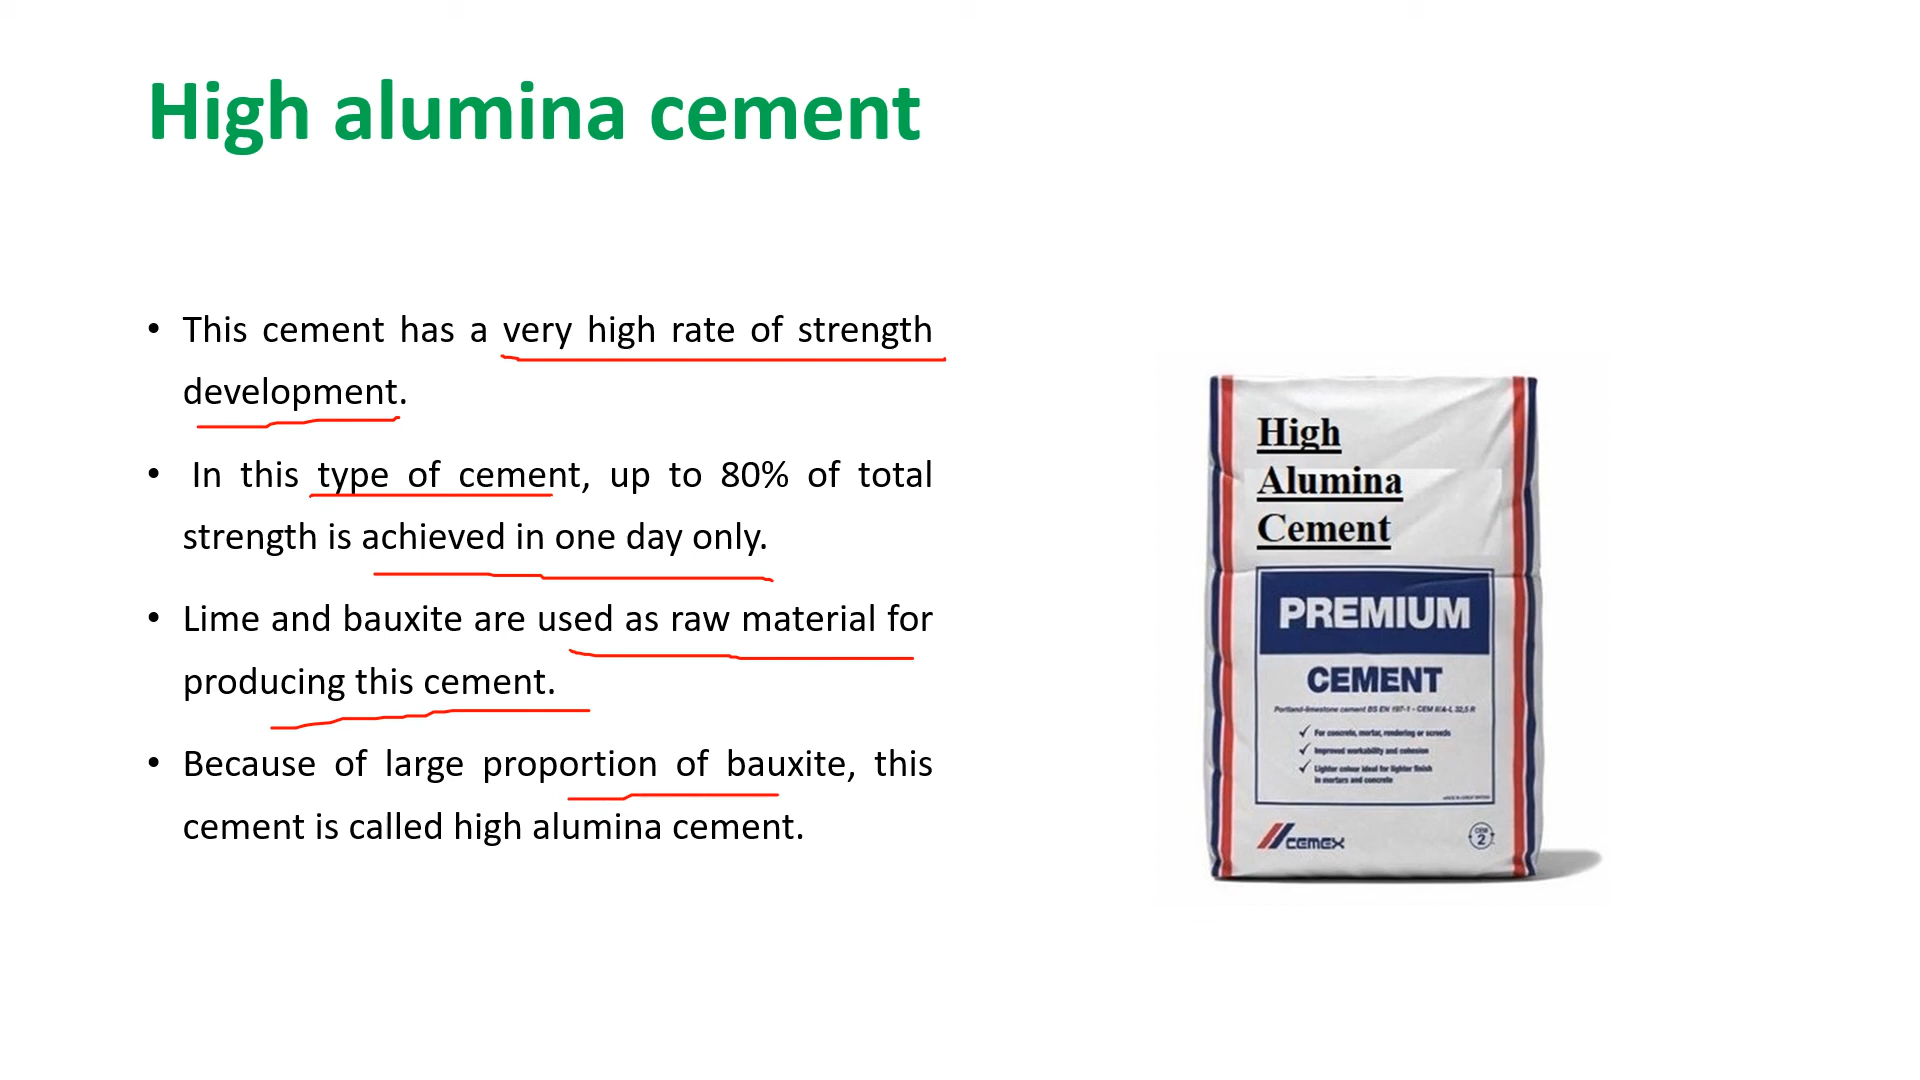 High alumina cement
• This cement has a very high rate of strength
development.
• In this type of cement, up to 80% of total
strength is achieved in one day only.
• Lime and bauxite are used as raw material for
producing this cement.
• Because of large proportion of bauxite, this
cement is called high alumina cement.
High
Alumina
Cement
PREMIUM
CEMENT
Portland-limestone cement BS EN 197-1 - CEM II/A-L 32,5 R
✓ For concrete, mortar, rendering or screeds
✓ Improved workability and cohesion
✓ Lighter colour ideal for lighter finish
in mortars and concrete
CEMEX
2